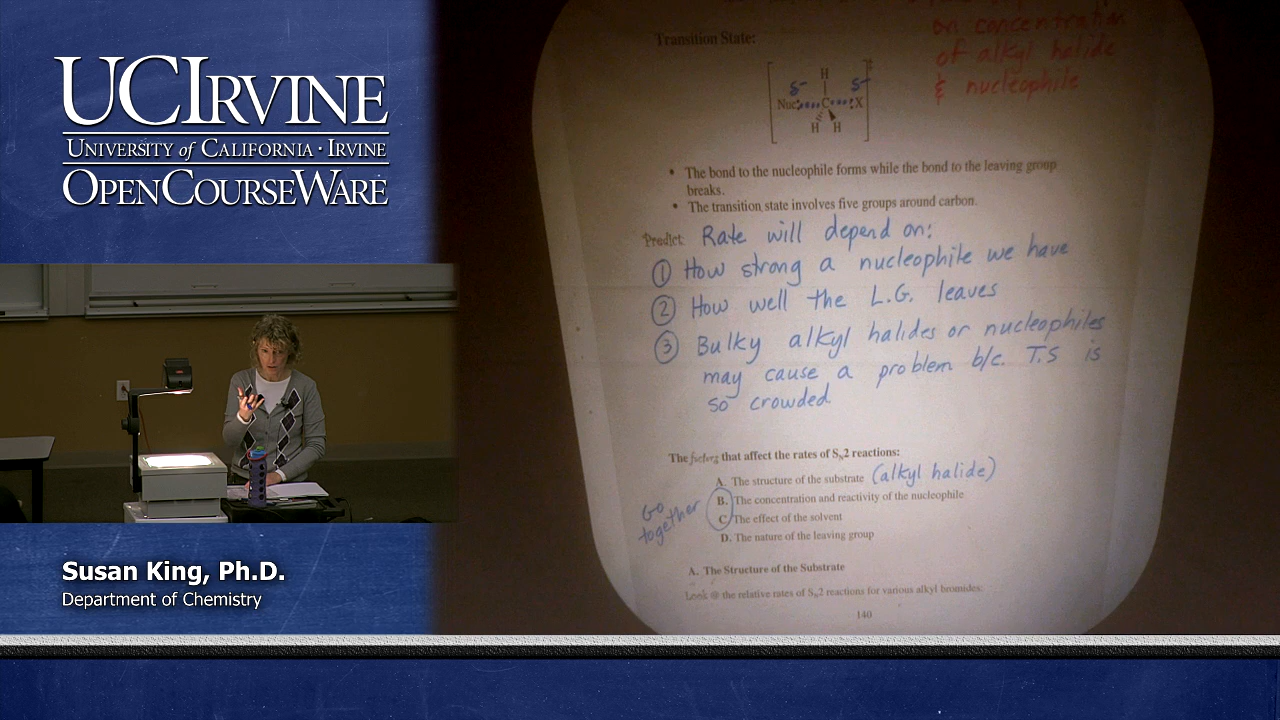 UCIRVINE
UNIVERSITY of CALIFORNIA · IRVINE
OPENCOURSEWARE
Susan King, Ph.D.
Department of Chemistry
on concentration
of alkyl halide
& nucleophile
Transition State:
H
δ- δ-
Nuc C X
H H
‡
• The bond to the nucleophile forms while the bond to the leaving group
breaks.
• The transition state involves five groups around carbon.
Predict: Rate will depend on:
① How strong a nucleophile we have
② How well the L.G. leaves
③ Bulky alkyl halides or nucleophiles
may cause a problem b/c. T.S is
so crowded
The factors that affect the rates of SN2 reactions:
A. The structure of the substrate (alkyl halide)
B. The concentration and reactivity of the nucleophile
C. The effect of the solvent
D. The nature of the leaving group
Go
together
A. The Structure of the Substrate
Look @ the relative rates of SN2 reactions for various alkyl bromides:
140